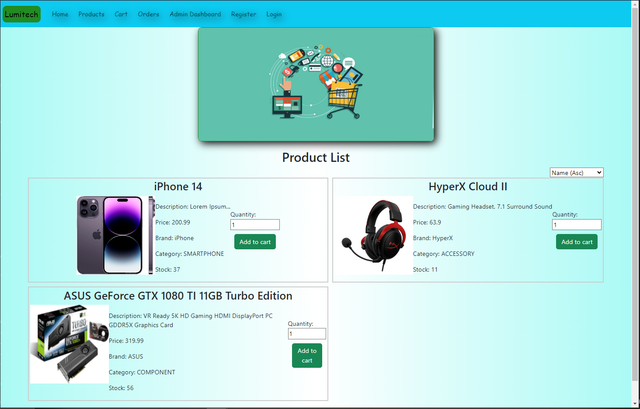 Lumitech
Home Products Cart Orders Admin Dashboard Register Login
Product List
Name (Asc)
iPhone 14
Description: Lorem Ipsum...
Price: 200.99
Brand: iPhone
Category: SMARTPHONE
Stock: 37
Quantity:
1
Add to cart
HyperX Cloud II
Description: Gaming Headset, 7.1 Surround Sound
Price: 63.9
Brand: HyperX
Category: ACCESSORY
Stock: 11
Quantity:
1
Add to cart
ASUS GeForce GTX 1080 TI 11GB Turbo Edition
Description: VR Ready 5K HD Gaming HDMI DisplayPort PC
GDDR5X Graphics Card
Price: 319.99
Brand: ASUS
Category: COMPONENT
Stock: 56
Quantity:
1
Add to
cart